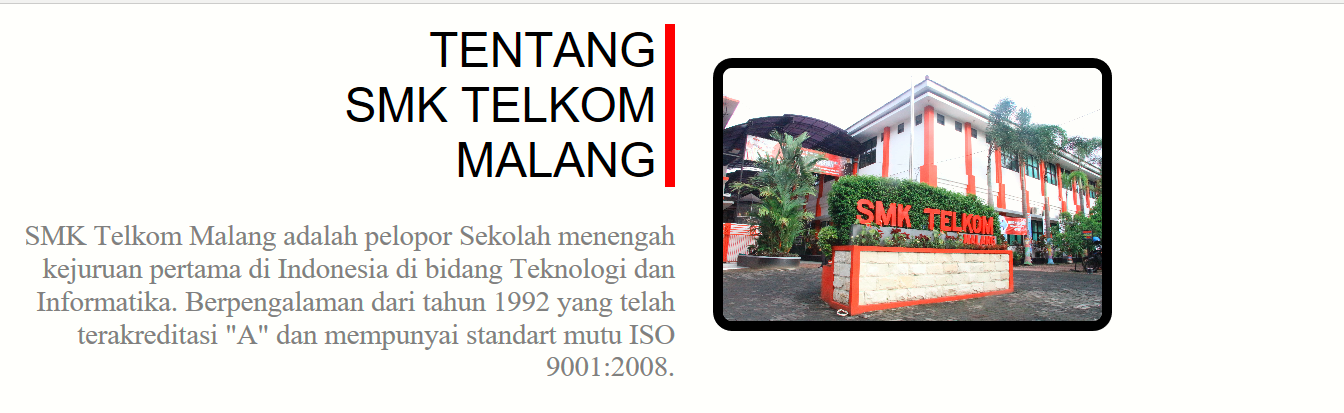 TENTANG
SMK TELKOM
MALANG
SMK Telkom Malang adalah pelopor Sekolah menengah
kejuruan pertama di Indonesia di bidang Teknologi dan
Informatika. Berpengalaman dari tahun 1992 yang telah
terakreditasi "A" dan mempunyai standart mutu ISO
9001:2008.
SMK TELKOM
MALANG